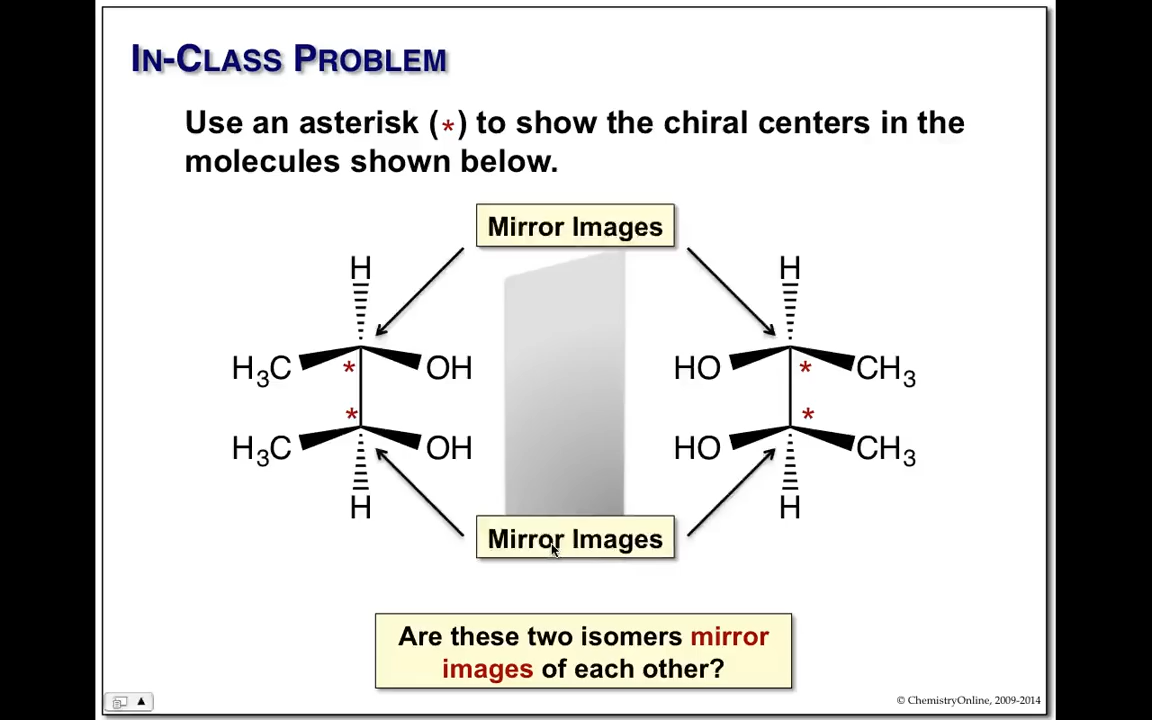 IN-CLASS PROBLEM
Use an asterisk (*) to show the chiral centers in the
molecules shown below.
Mirror Images
H H
H₃C * OH HO * CH₃
* *
H₃C OH HO CH₃
H H
Mirror Images
Are these two isomers mirror
images of each other?
© ChemistryOnline, 2009-2014